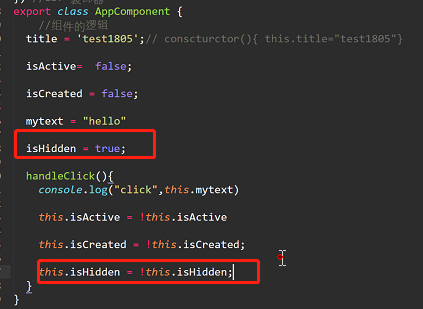 export class AppComponent {
//组件的逻辑
title = 'test1805';// conscturctor(){ this.title="test1805"}
isActive=  false;
isCreated = false;
mytext = "hello"
isHidden = true;
handleClick(){
console.log("click",this.mytext)
this.isActive = !this.isActive
this.isCreated = !this.isCreated;
this.isHidden = !this.isHidden;
}
}